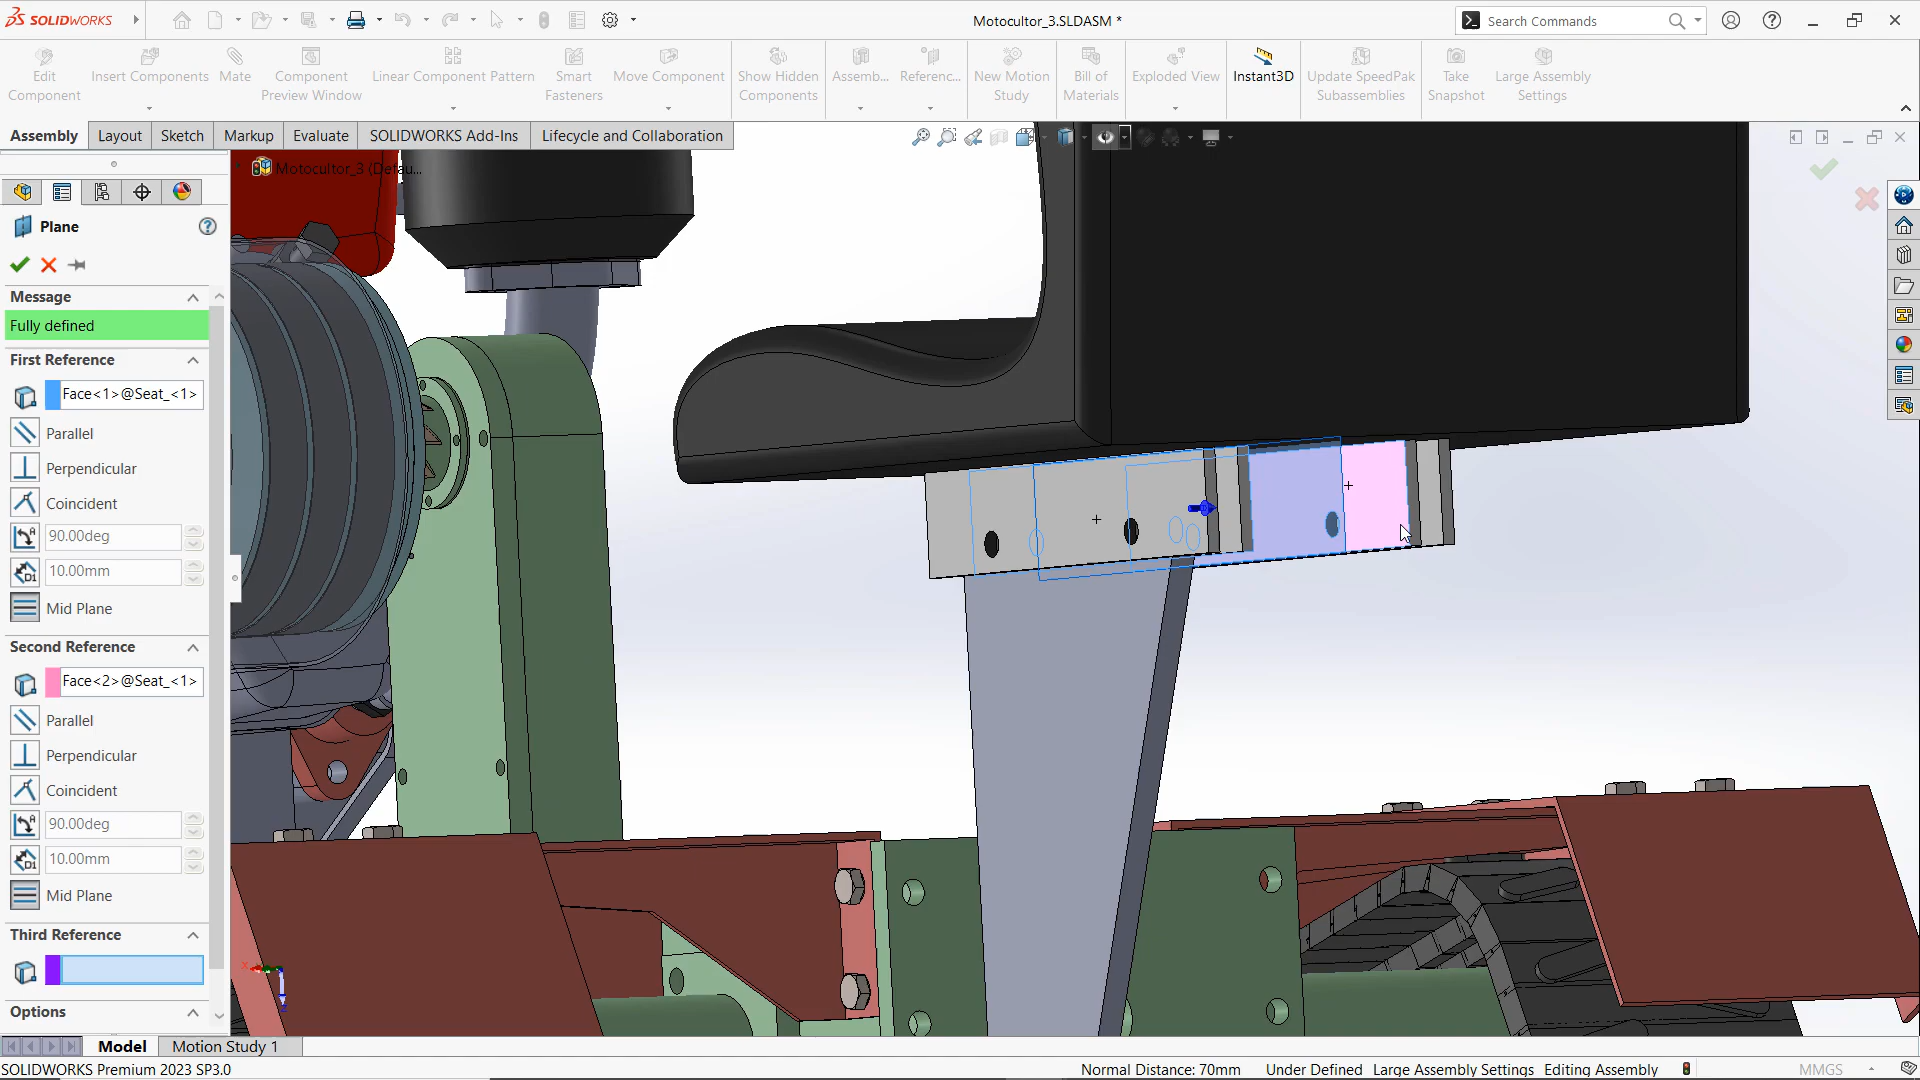 SOLIDWORKS
Motocultor_3.SLDASM *
Search Commands
Edit Component
Insert Components
Mate
Component Preview Window
Linear Component Pattern
Smart Fasteners
Move Component
Show Hidden Components
Assemb...
Referenc...
New Motion Study
Bill of Materials
Exploded View
Instant3D
Update SpeedPak Subassemblies
Take Snapshot
Large Assembly Settings
Assembly
Layout
Sketch
Markup
Evaluate
SOLIDWORKS Add-Ins
Lifecycle and Collaboration
Motocultor_3 (Defau...
Plane
Message
Fully defined
First Reference
Face<1>@Seat_<1>
Parallel
Perpendicular
Coincident
90.00deg
10.00mm
Mid Plane
Second Reference
Face<2>@Seat_<1>
Parallel
Perpendicular
Coincident
90.00deg
10.00mm
Mid Plane
Third Reference
Options
Model
Motion Study 1
SOLIDWORKS Premium 2023 SP3.0
Normal Distance: 70mm
Under Defined
Large Assembly Settings
Editing Assembly
MMGS